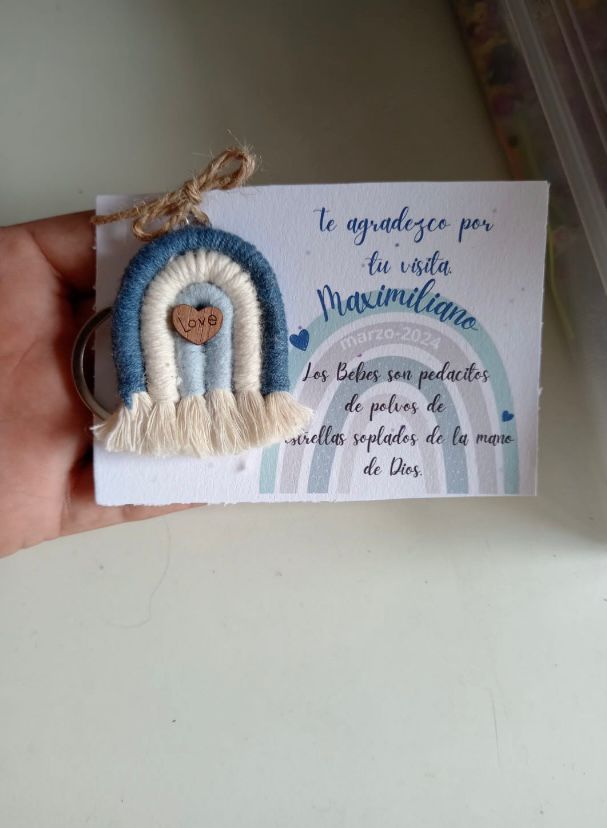 Love
te agradezco por
tu visita.
Maximiliano
marzo-2024
Los Bebes son pedacitos
de polvos de
estrellas soplados de la mano
de Dios.